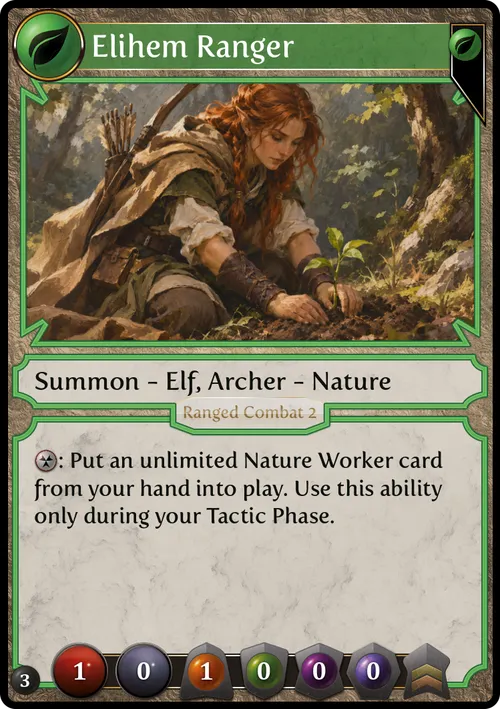 Elihem Ranger
Summon – Elf, Archer – Nature
Ranged Combat 2
: Put an unlimited Nature Worker card
from your hand into play. Use this ability
only during your Tactic Phase.
3 1* 0* 1 0 0 0